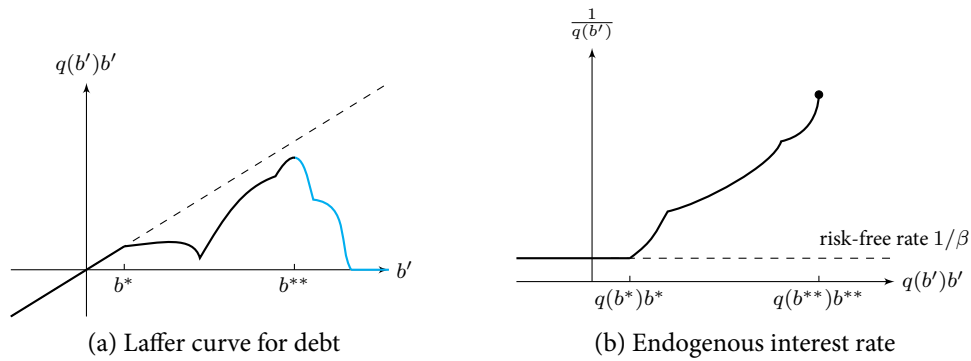 q(b′)b′
b′
b*
b**
(a) Laffer curve for debt
1/q(b′)
risk-free rate 1/β
q(b′)b′
q(b*)b*
q(b**)b**
(b) Endogenous interest rate